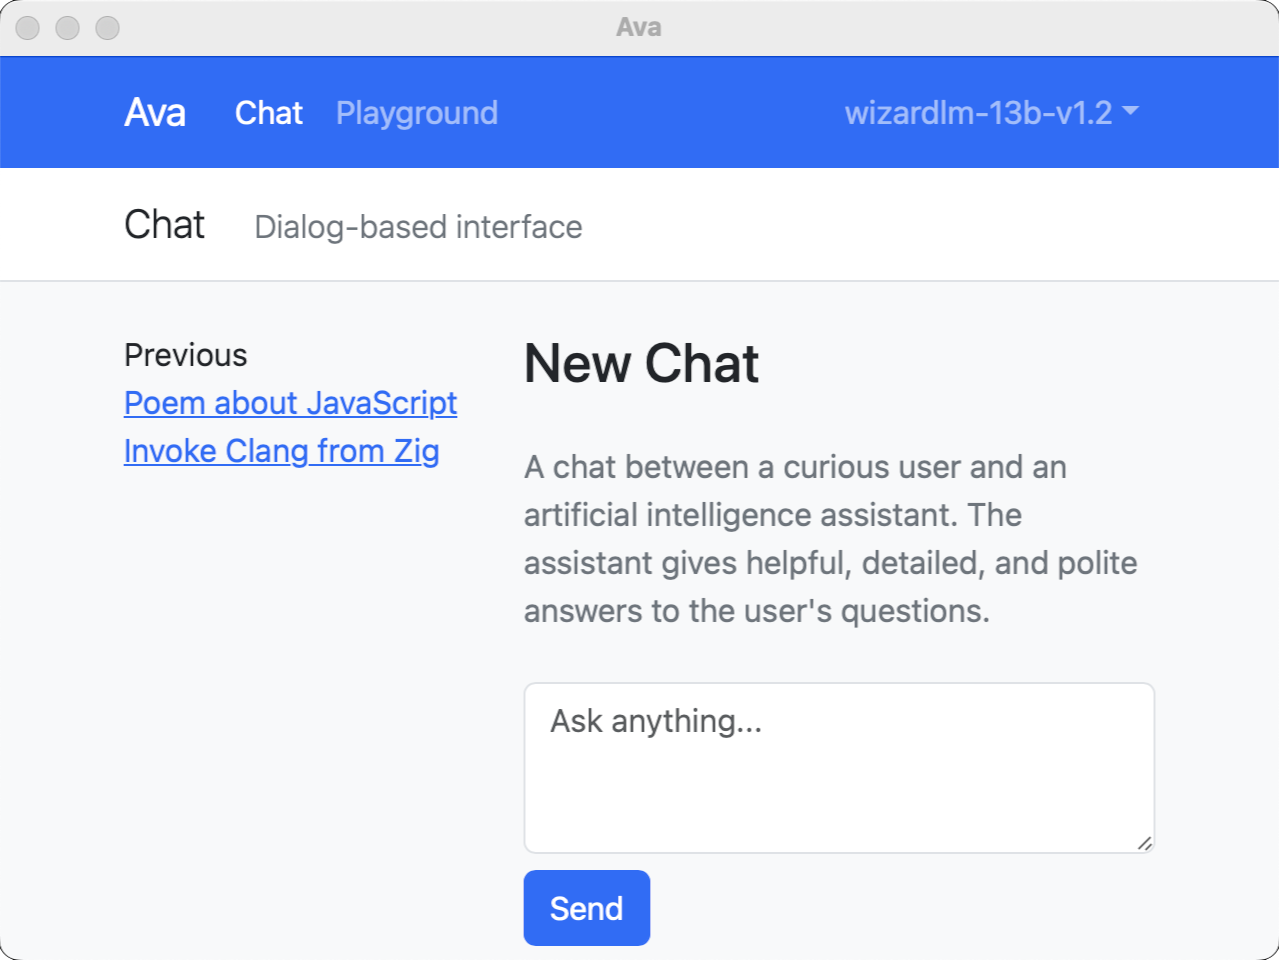 Ava
Ava Chat Playground wizardlm-13b-v1.2
Chat Dialog-based interface
Previous
Poem about JavaScript
Invoke Clang from Zig
New Chat
A chat between a curious user and an
artificial intelligence assistant. The
assistant gives helpful, detailed, and polite
answers to the user's questions.
Ask anything...
Send